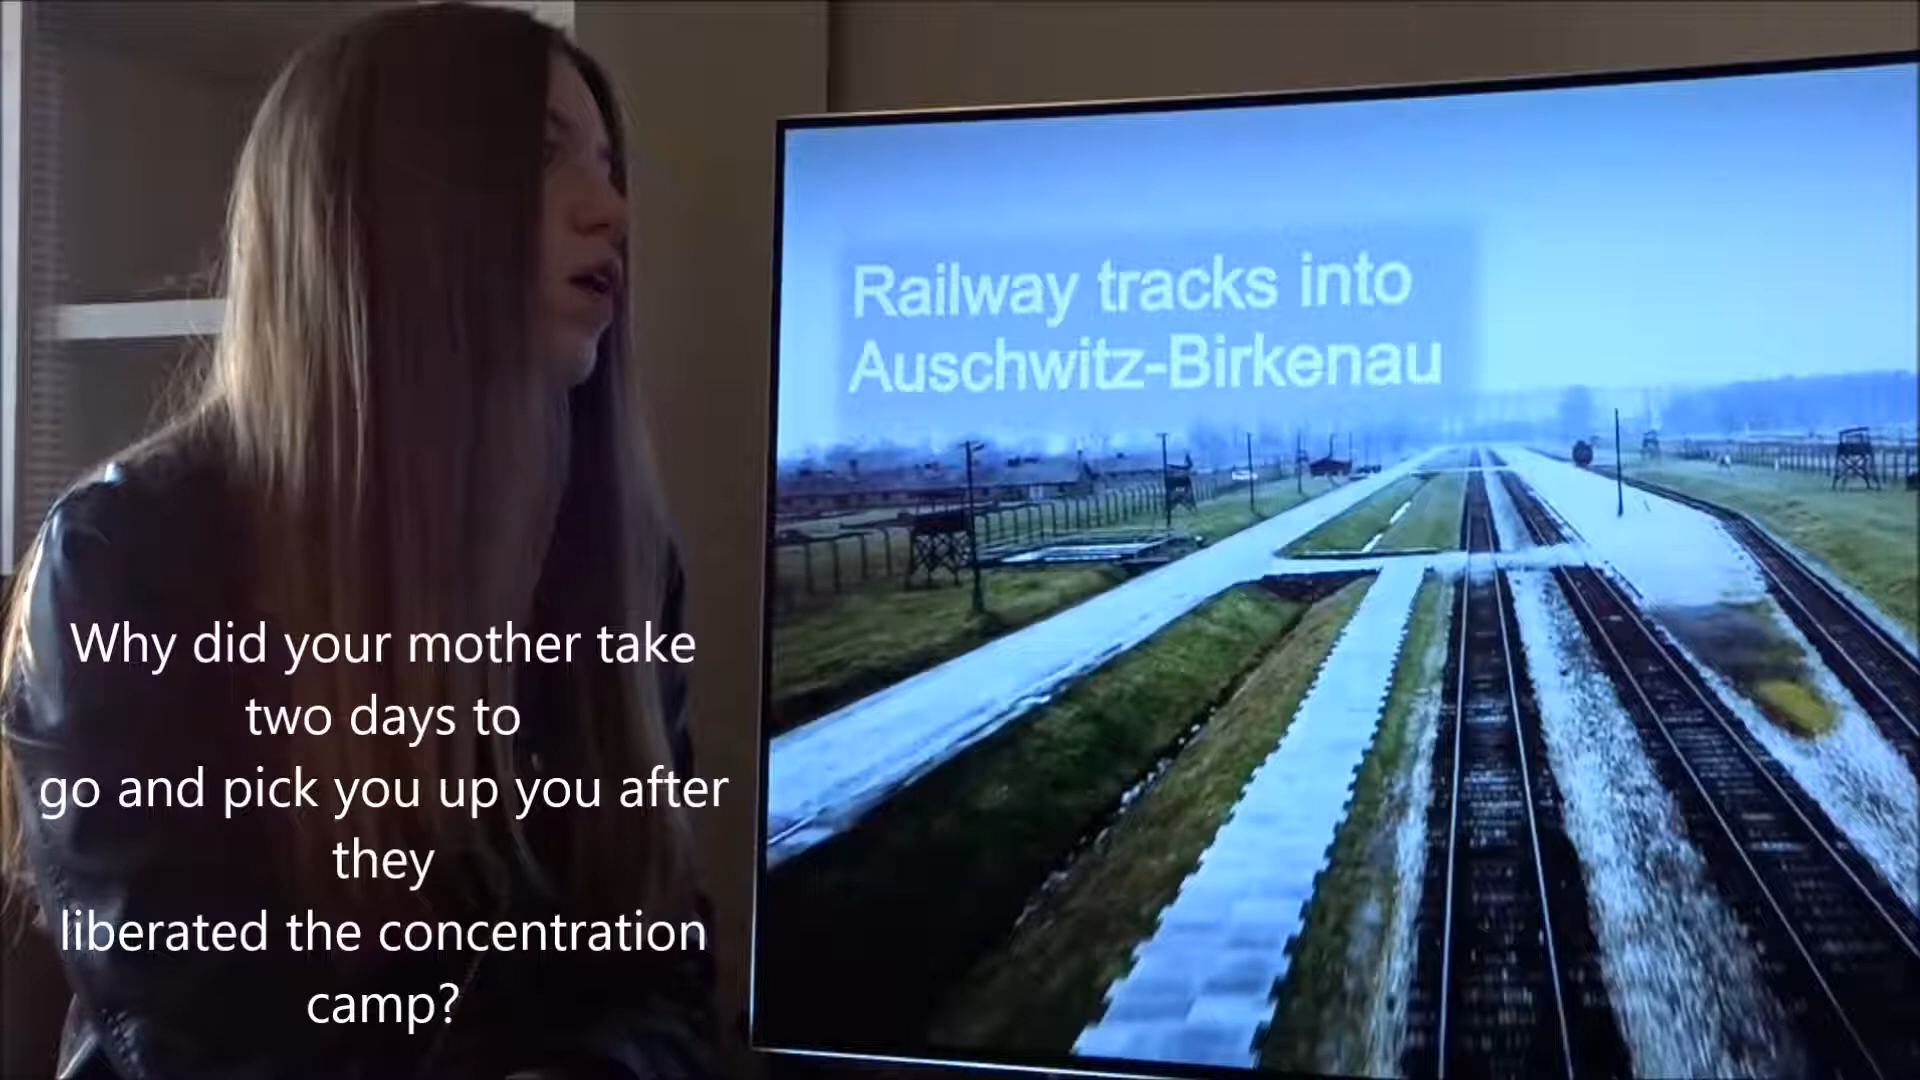 Railway tracks into
Auschwitz-Birkenau
Why did your mother take
two days to
go and pick you up you after
they
liberated the concentration
camp?